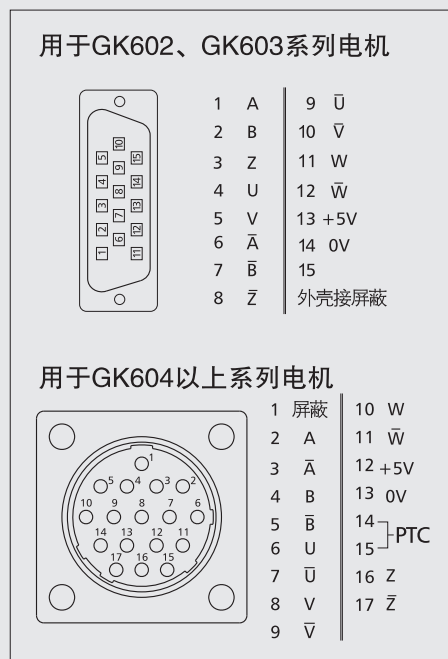 用于GK602、GK603系列电机
1 A
2 B
3 Z
4 U
5 V
6 A̅
7 B̅
8 Z̅
9 U̅
10 V̅
11 W
12 W̅
13 +5V
14 0V
15
外壳接屏蔽
5 10 15
4 9 14
3 8 13
2 7 12
1 6 11
用于GK604以上系列电机
1 屏蔽
2 A
3 A̅
4 B
5 B̅
6 U
7 U̅
8 V
9 V̅
10 W
11 W̅
12 +5V
13 0V
14
15 PTC
16 Z
17 Z̅
1
5 4 3 2
10 9 8 7 6
14 13 12 11
17 16 15